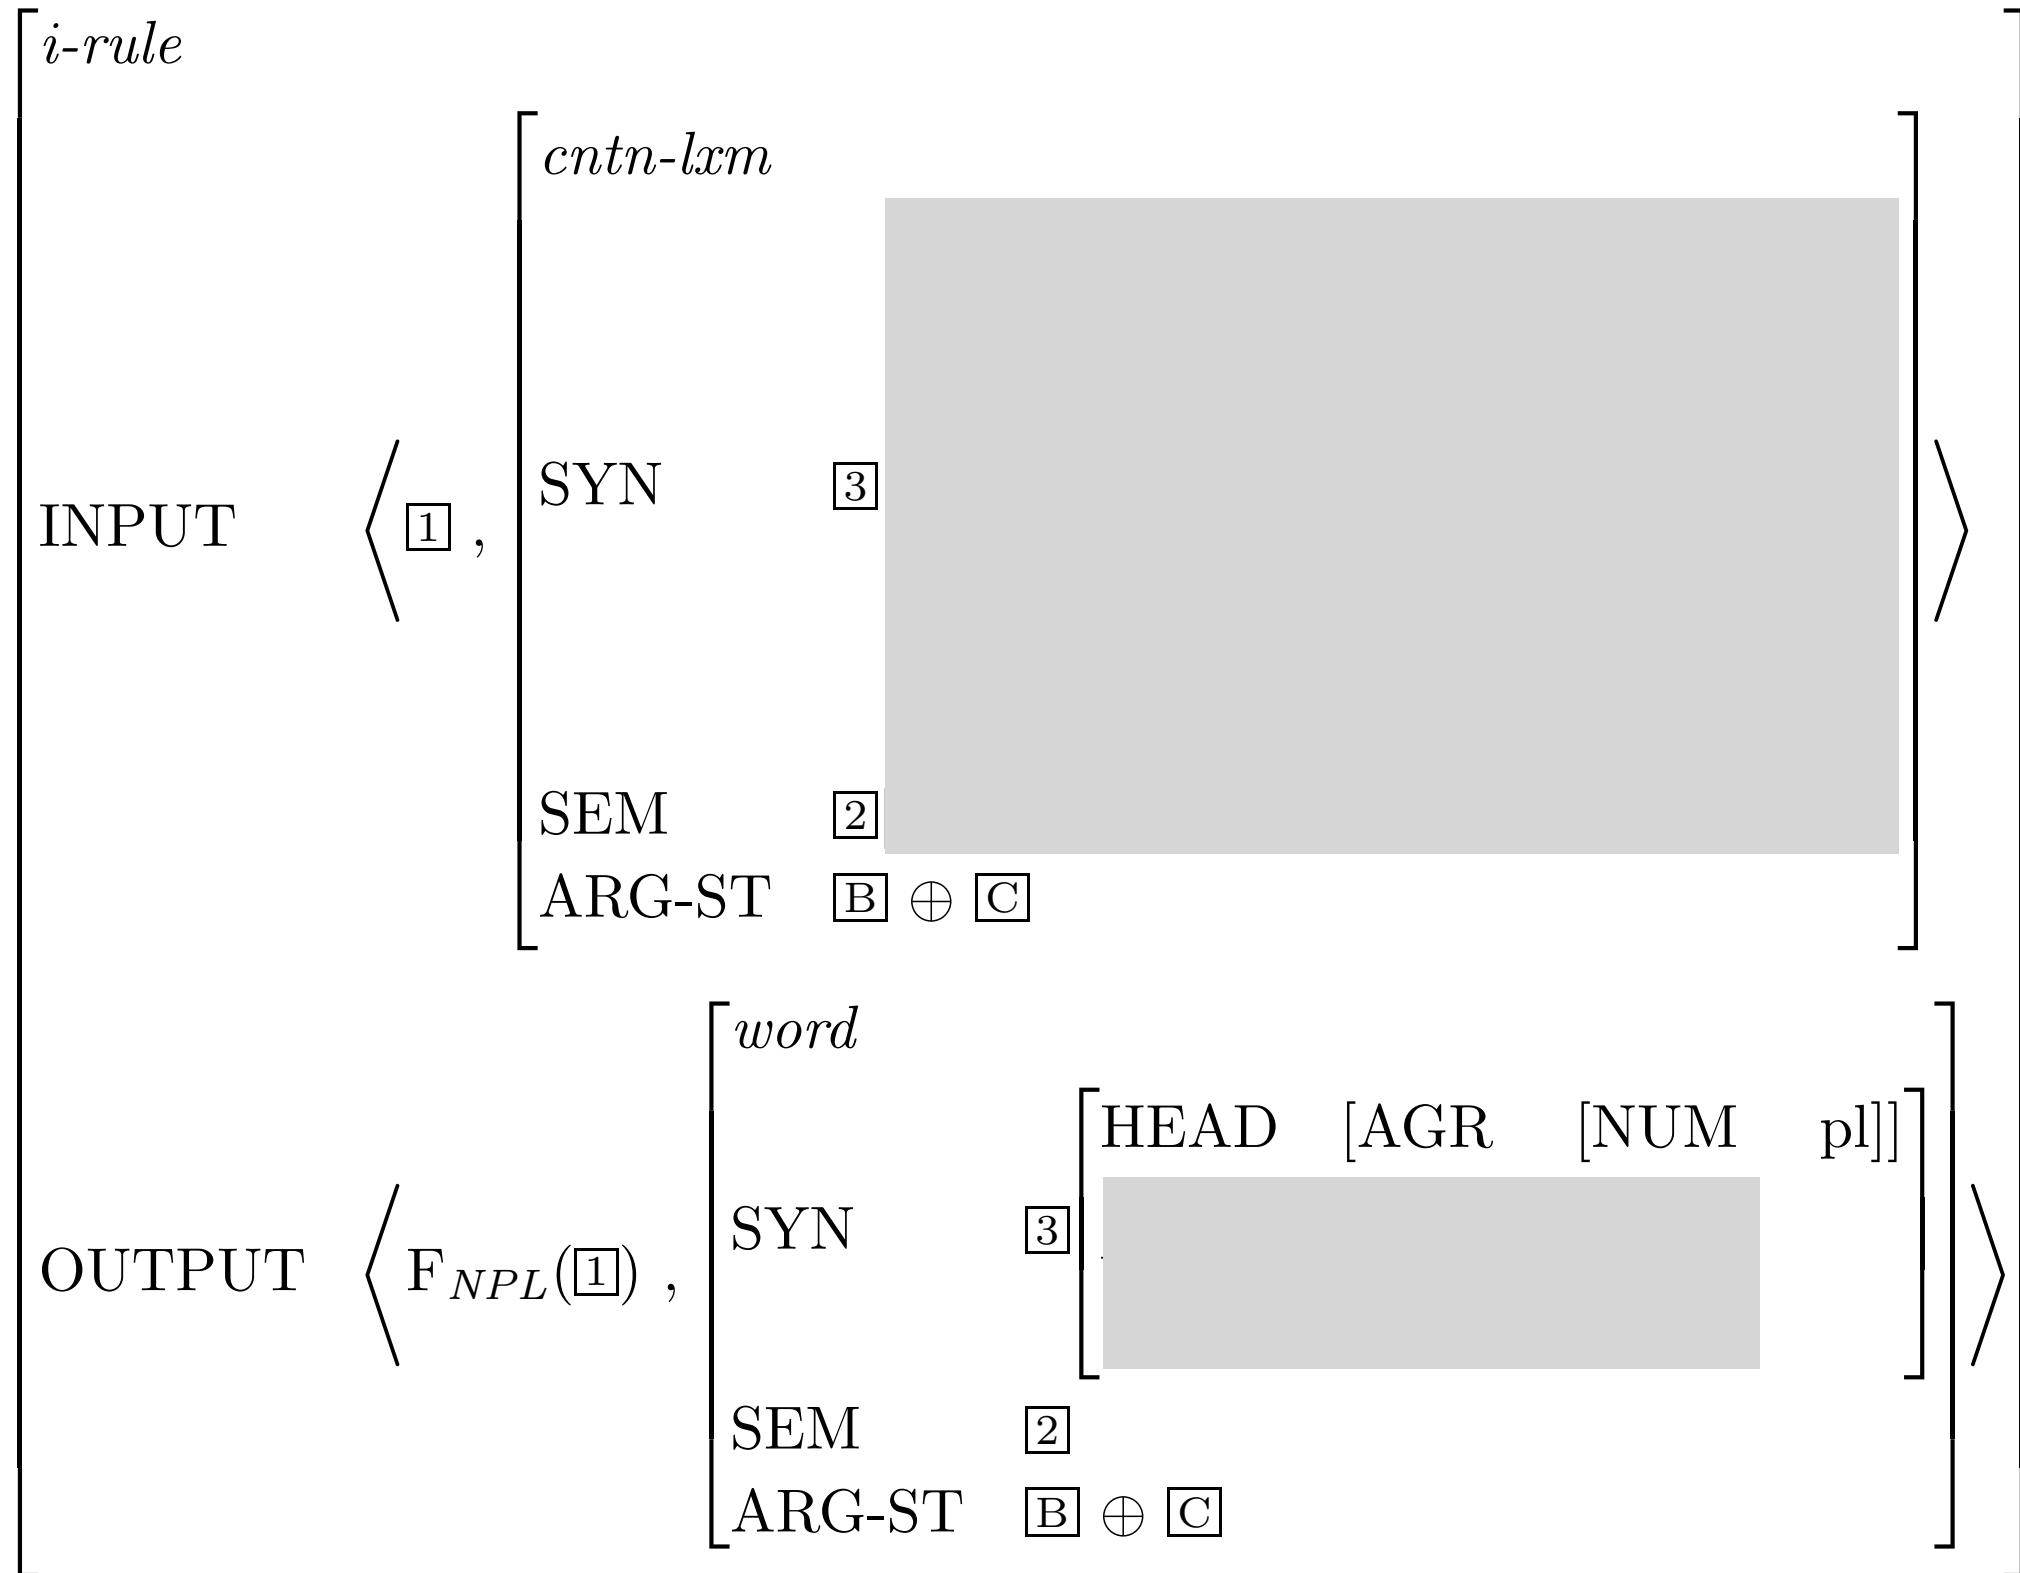 i-rule
cntn-lxm
SYN 3
INPUT ⟨ 1 , ⟩
SEM 2
ARG-ST B ⊕ C
word
HEAD [AGR [NUM pl]]
SYN 3
OUTPUT ⟨ F_NPL(1) , ⟩
SEM 2
ARG-ST B ⊕ C